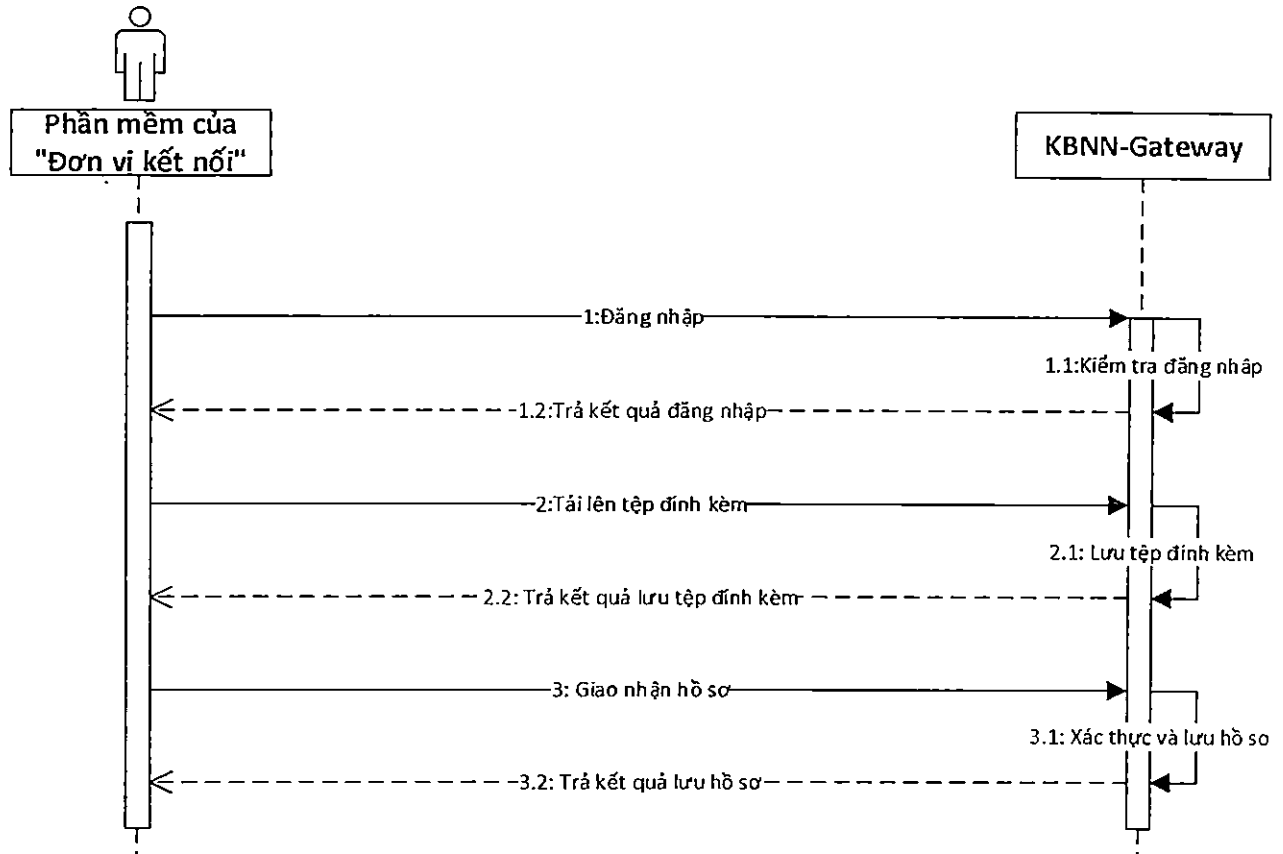 Phần mềm của
"Đơn vị kết nối"
KBNN-Gateway
1:Đăng nhập
1.1:Kiểm tra đăng nhập
1.2:Trả kết quả đăng nhập
2:Tải lên tệp đính kèm
2.1: Lưu tệp đính kèm
2.2: Trả kết quả lưu tệp đính kèm
3: Giao nhận hồ sơ
3.1: Xác thực và lưu hồ sơ
3.2: Trả kết quả lưu hồ sơ